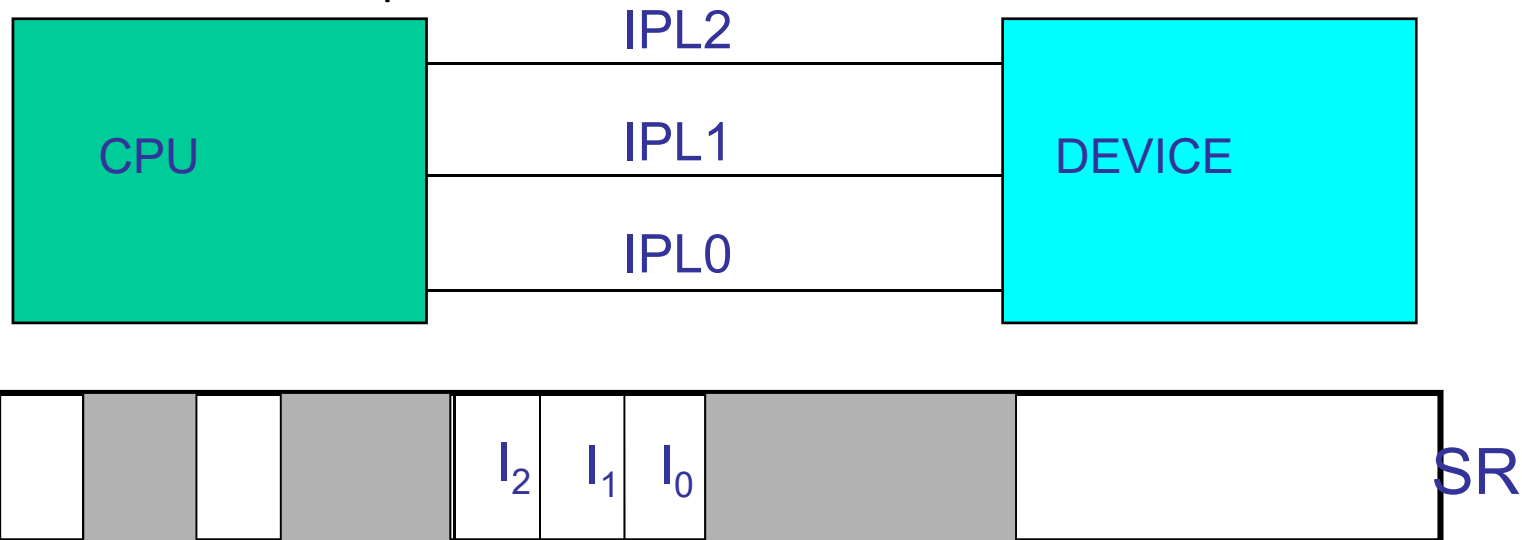 IPL2
CPU
IPL1
DEVICE
IPL0
I₂ I₁ I₀
SR